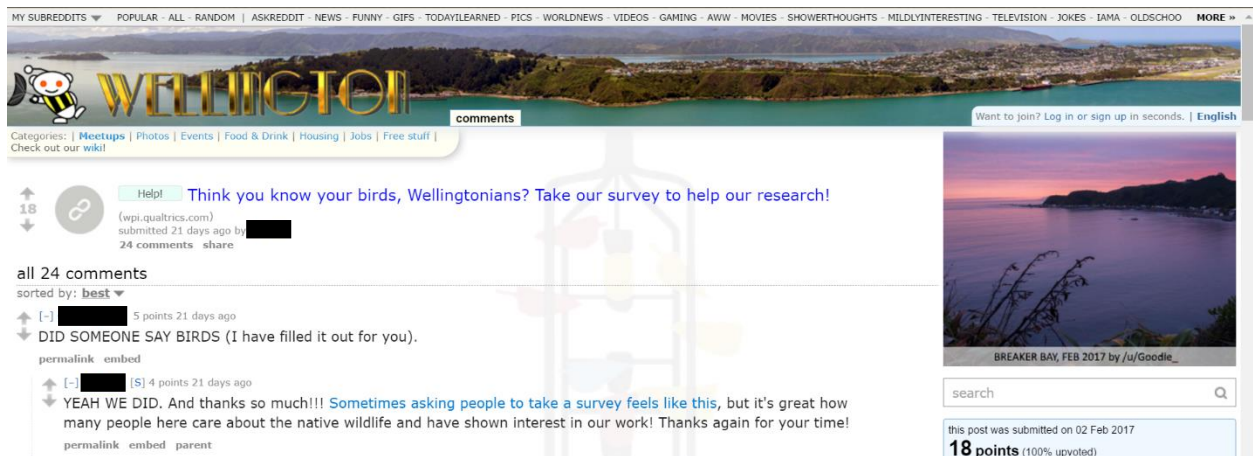 MY SUBREDDITS ▼ POPULAR - ALL - RANDOM | ASKREDDIT - NEWS - FUNNY - GIFS - TODAYILEARNED - PICS - WORLDNEWS - VIDEOS - GAMING - AWW - MOVIES - SHOWERTHOUGHTS - MILDLYINTERESTING - TELEVISION - JOKES - IAMA - OLDSCHOO MORE »
WELLINGTON
comments
Want to join? Log in or sign up in seconds. | English
Categories: | Meetups | Photos | Events | Food & Drink | Housing | Jobs | Free stuff |
Check out our wiki!
18
Help! Think you know your birds, Wellingtonians? Take our survey to help our research!
(wpi.qualtrics.com)
submitted 21 days ago by
24 comments share
all 24 comments
sorted by: best ▼
[-] 5 points 21 days ago
DID SOMEONE SAY BIRDS (I have filled it out for you).
permalink embed
[-] [S] 4 points 21 days ago
YEAH WE DID. And thanks so much!!! Sometimes asking people to take a survey feels like this, but it's great how
many people here care about the native wildlife and have shown interest in our work! Thanks again for your time!
permalink embed parent
BREAKER BAY, FEB 2017 by /u/Goodle_
search
this post was submitted on 02 Feb 2017
18 points (100% upvoted)